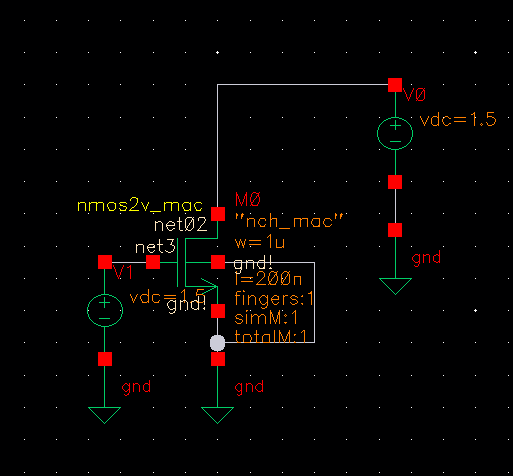 V0
vdc=1.5
M0
nmos2v_mac
"nch_mac"
net02
w=1u
net3
gnd!
gnd
V1
l=200n
vdc=1.5
fingers:1
gnd!
simM:1
totalM:1
gnd
gnd